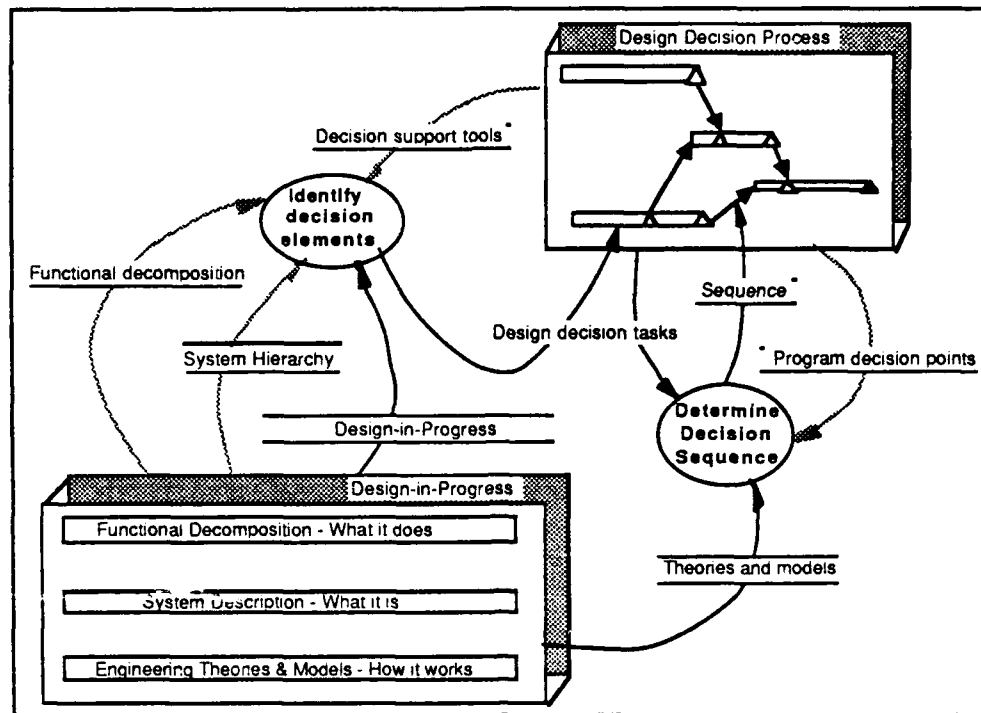 Design Decision Process
Decision support tools
Identify
decision
elements
Functional decomposition
Sequence
Design decision tasks
System Hierarchy
Program decision points
Determine
Decision
Sequence
Design-in-Progress
Design-in-Progress
Functional Decomposition - What it does
Theories and models
System Description - What it is
Engineering Theories & Models - How it works